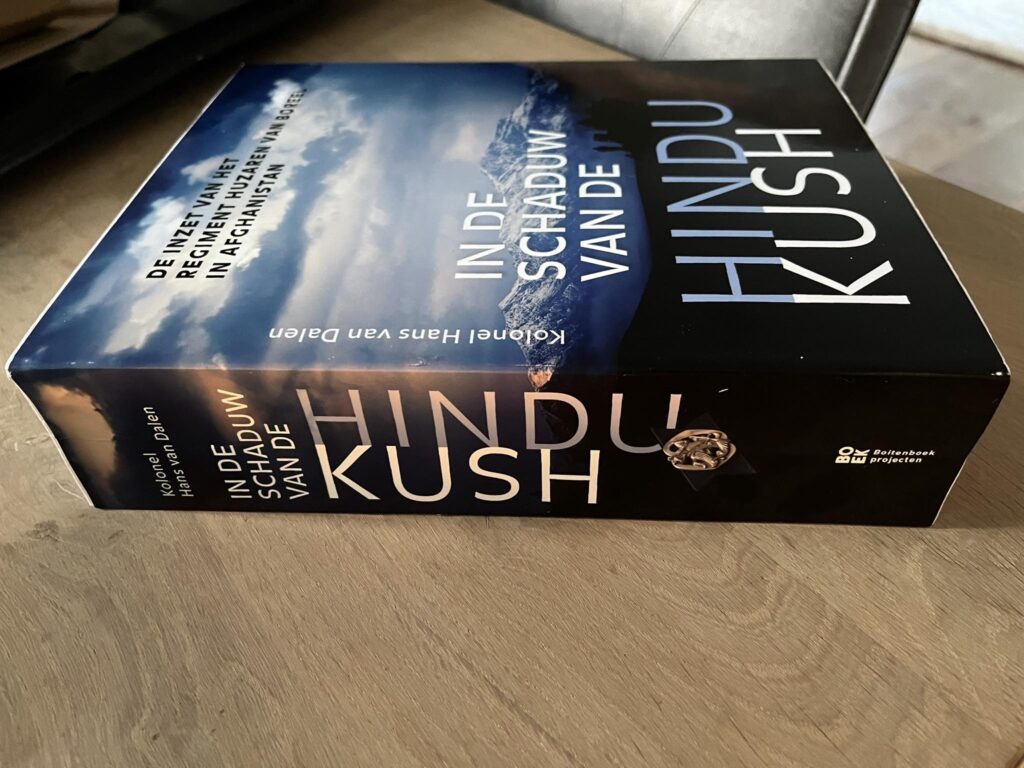 DE INZET VAN HET
REGIMENT HUZAREN VAN BOREEL
IN AFGHANISTAN
IN DE
SCHADUW
VAN DE
HINDU
KUSH
Kolonel Hans van Dalen
Kolonel
Hans van Dalen
IN DE
SCHADUW
VAN DE
HINDU
KUSH
BO
EK
Boitenboek
projecten